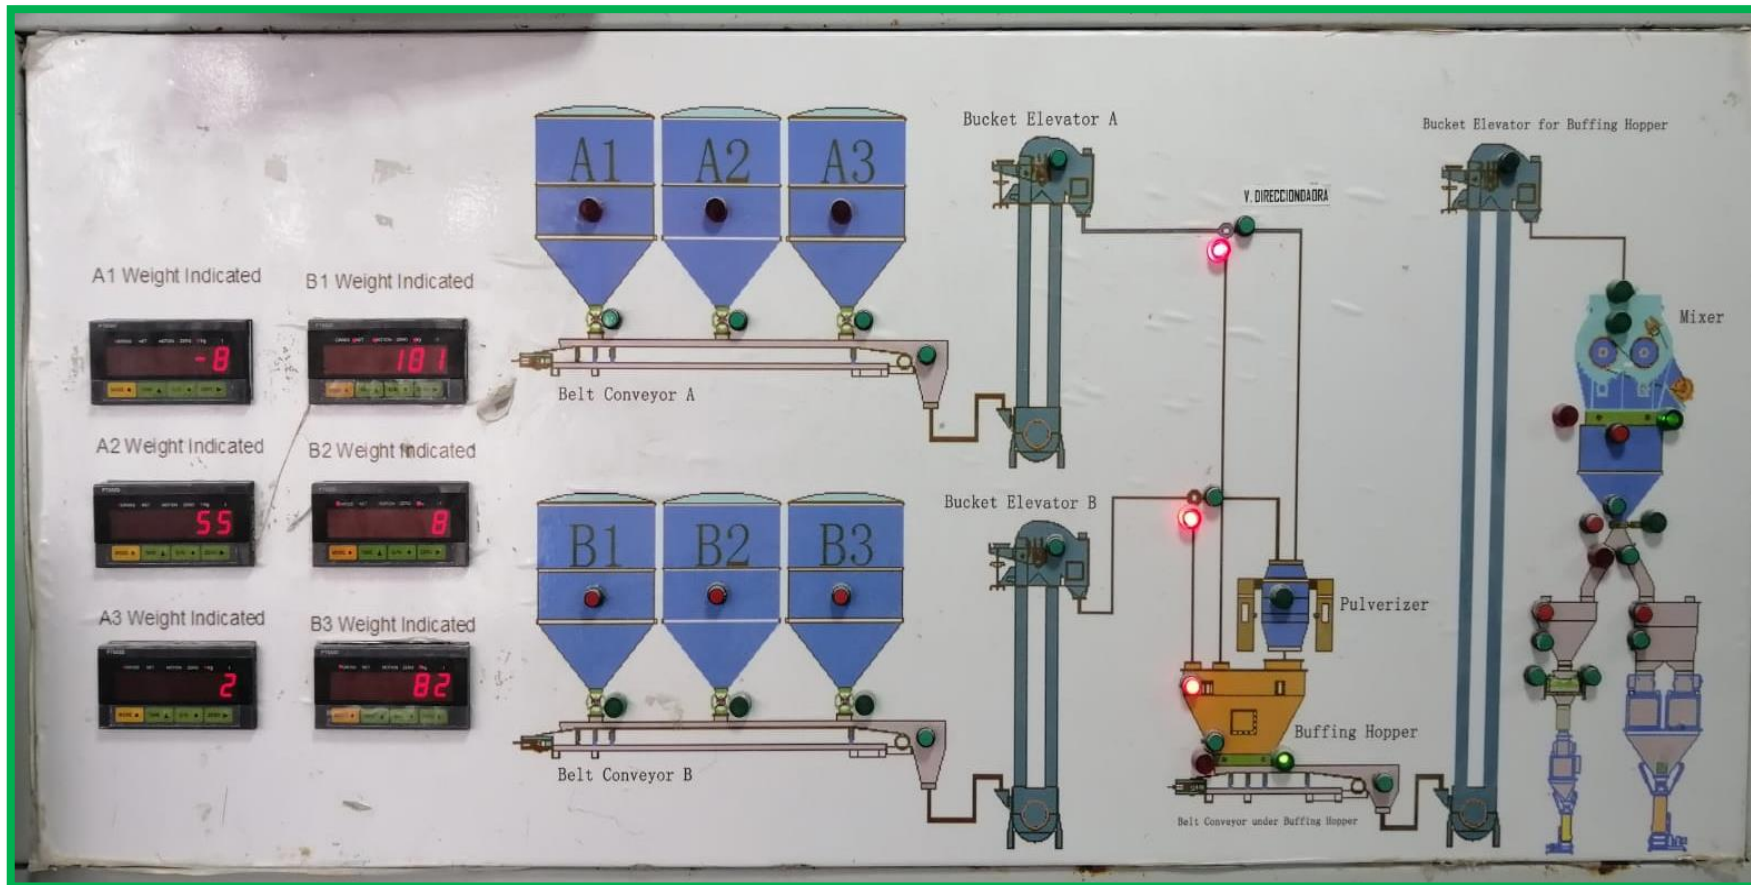 A1
A2
A3
Bucket Elevator A
Bucket Elevator for Buffing Hopper
V. DIRECCIONDAORA
A1 Weight Indicated
B1 Weight Indicated
-8
181
Mixer
Belt Conveyor A
A2 Weight Indicated
B2 Weight Indicated
55
8
Bucket Elevator B
B1
B2
B3
Pulverizer
A3 Weight Indicated
B3 Weight Indicated
2
82
Buffing Hopper
Belt Conveyor B
Belt Conveyor under Buffing Hopper